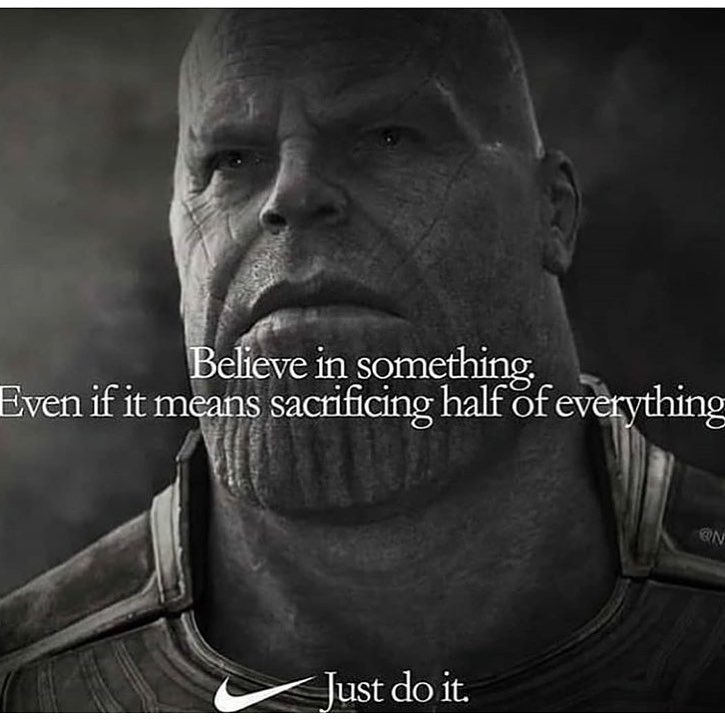 Believe in something.
Even if it means sacrificing half of everything
@N
Just do it.